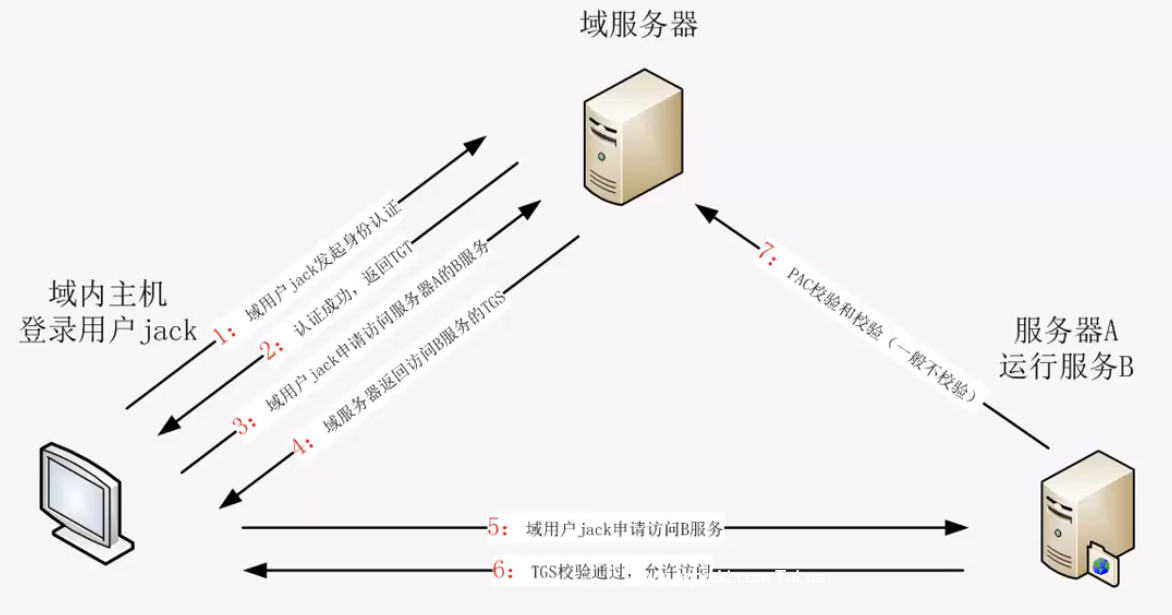 域服务器
域内主机
登录用户jack
1: 域用户jack发起身份认证
2: 认证成功，返回TGT
3: 域用户jack申请访问服务器A的B服务
4: 域服务器返回访问B服务的TGS
7: PAC校验和校验（一般不校验）
服务器A
运行服务B
5: 域用户jack申请访问B服务
6: TGS校验通过，允许访问
TuLua